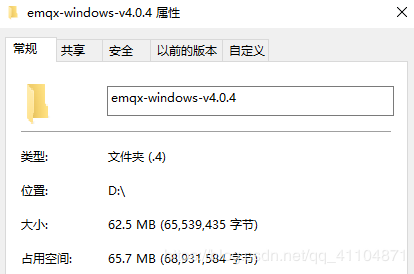 emqx-windows-v4.0.4 属性
常规 共享 安全 以前的版本 自定义
emqx-windows-v4.0.4
类型: 文件夹 (.4)
位置: D:\
大小: 62.5 MB (65,539,435 字节)
占用空间: 65.7 MB (68,931,584 字节)
sdn.net/qq_41104871